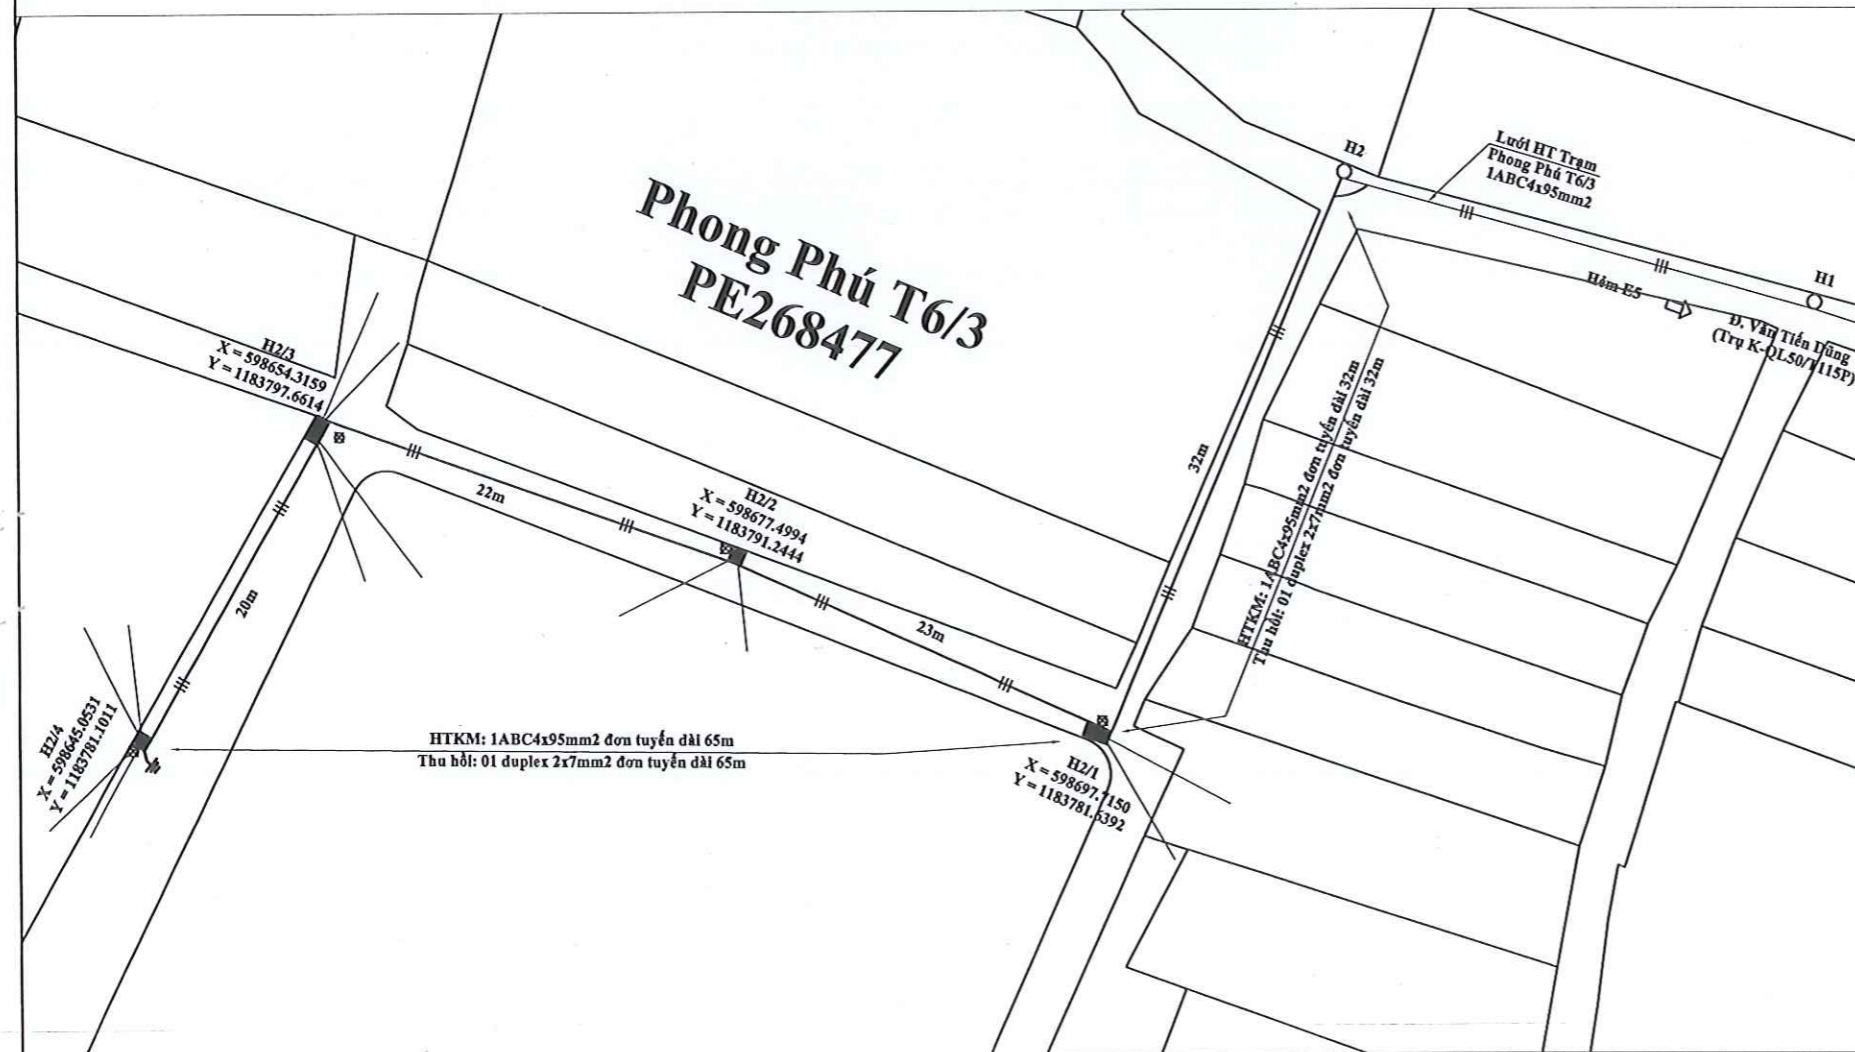 H2
Lưới HT Trạm
Phong Phú T6/3
1ABC4x95mm2
H1
Hẻm E5
Đ. Văn Tiến Dũng
(Trụ K-QL50/T115P)
Phong Phú T6/3
PE268477
H2/3
X = 598654.3159
Y = 1183797.6614
22m
H2/2
X = 598677.4994
Y = 1183791.2444
32m
HTKM: 1ABC4x95mm2 đơn tuyến dài 32m
Thu hồi: 01 duplex 2x7mm2 đơn tuyến dài 32m
20m
23m
H2/4
X = 598645.0531
Y = 1183781.1011
HTKM: 1ABC4x95mm2 đơn tuyến dài 65m
Thu hồi: 01 duplex 2x7mm2 đơn tuyến dài 65m
H2/1
X = 598697.7150
Y = 1183781.6392